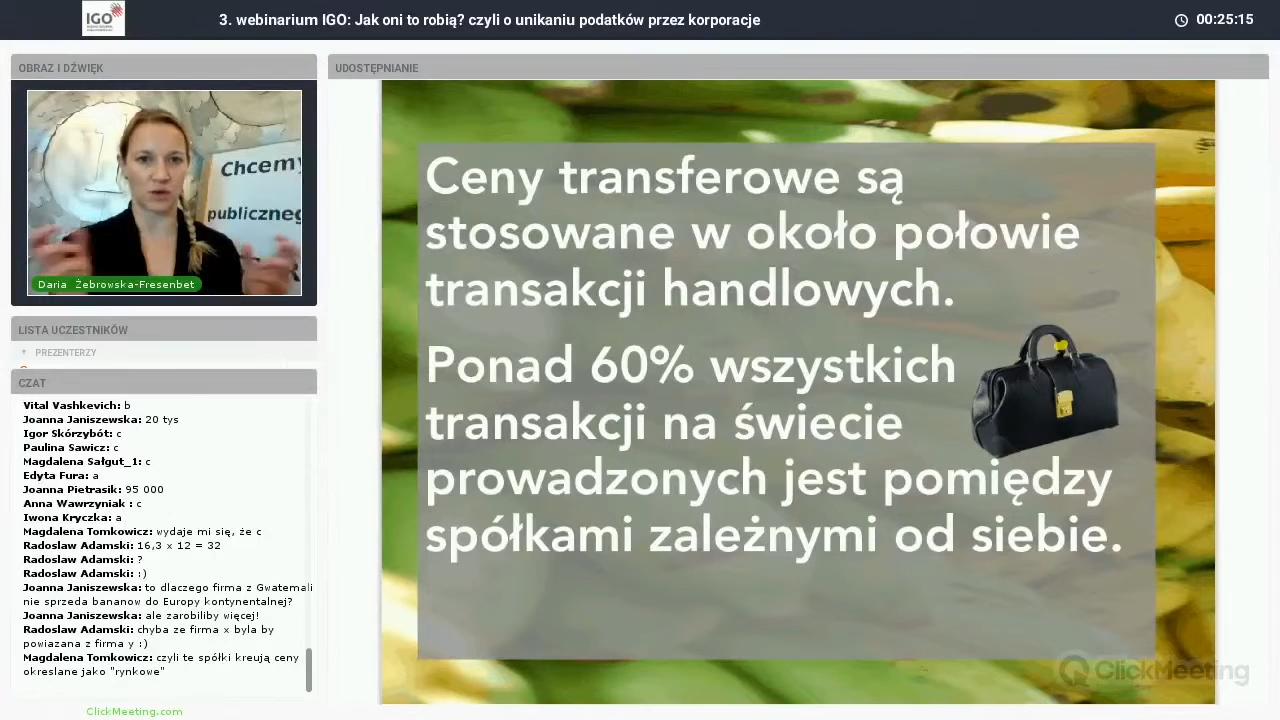 IGO
3. webinarium IGO: Jak oni to robią? czyli o unikaniu podatków przez korporacje
00:25:15
OBRAZ I DŹWIĘK
Chcemy
publiczneg
Daria Żebrowska-Fresenbet
LISTA UCZESTNIKÓW
PREZENTERZY
CZAT
Vital Vashkevich: b
Joanna Janiszewska: 20 tys
Igor Skórzybót: c
Paulina Sawicz: c
Magdalena Sałgut_1: c
Edyta Fura: a
Joanna Pietrasik: 95 000
Anna Wawrzyniak : c
Iwona Kryczka: a
Magdalena Tomkowicz: wydaje mi się, że c
Radoslaw Adamski: 16,3 x 12 = 32
Radoslaw Adamski: ?
Radoslaw Adamski: :)
Joanna Janiszewska: to dlaczego firma z Gwatemali
nie sprzeda bananow do Europy kontynentalnej?
Joanna Janiszewska: ale zarobiliby więcej!
Radoslaw Adamski: chyba ze firma x byla by
powiazana z firma y :)
Magdalena Tomkowicz: czyli te spółki kreują ceny
okreslane jako "rynkowe"
ClickMeeting.com
UDOSTĘPNIANIE
Ceny transferowe są
stosowane w około połowie
transakcji handlowych.
Ponad 60% wszystkich
transakcji na świecie
prowadzonych jest pomiędzy
spółkami zależnymi od siebie.
ClickMeeting